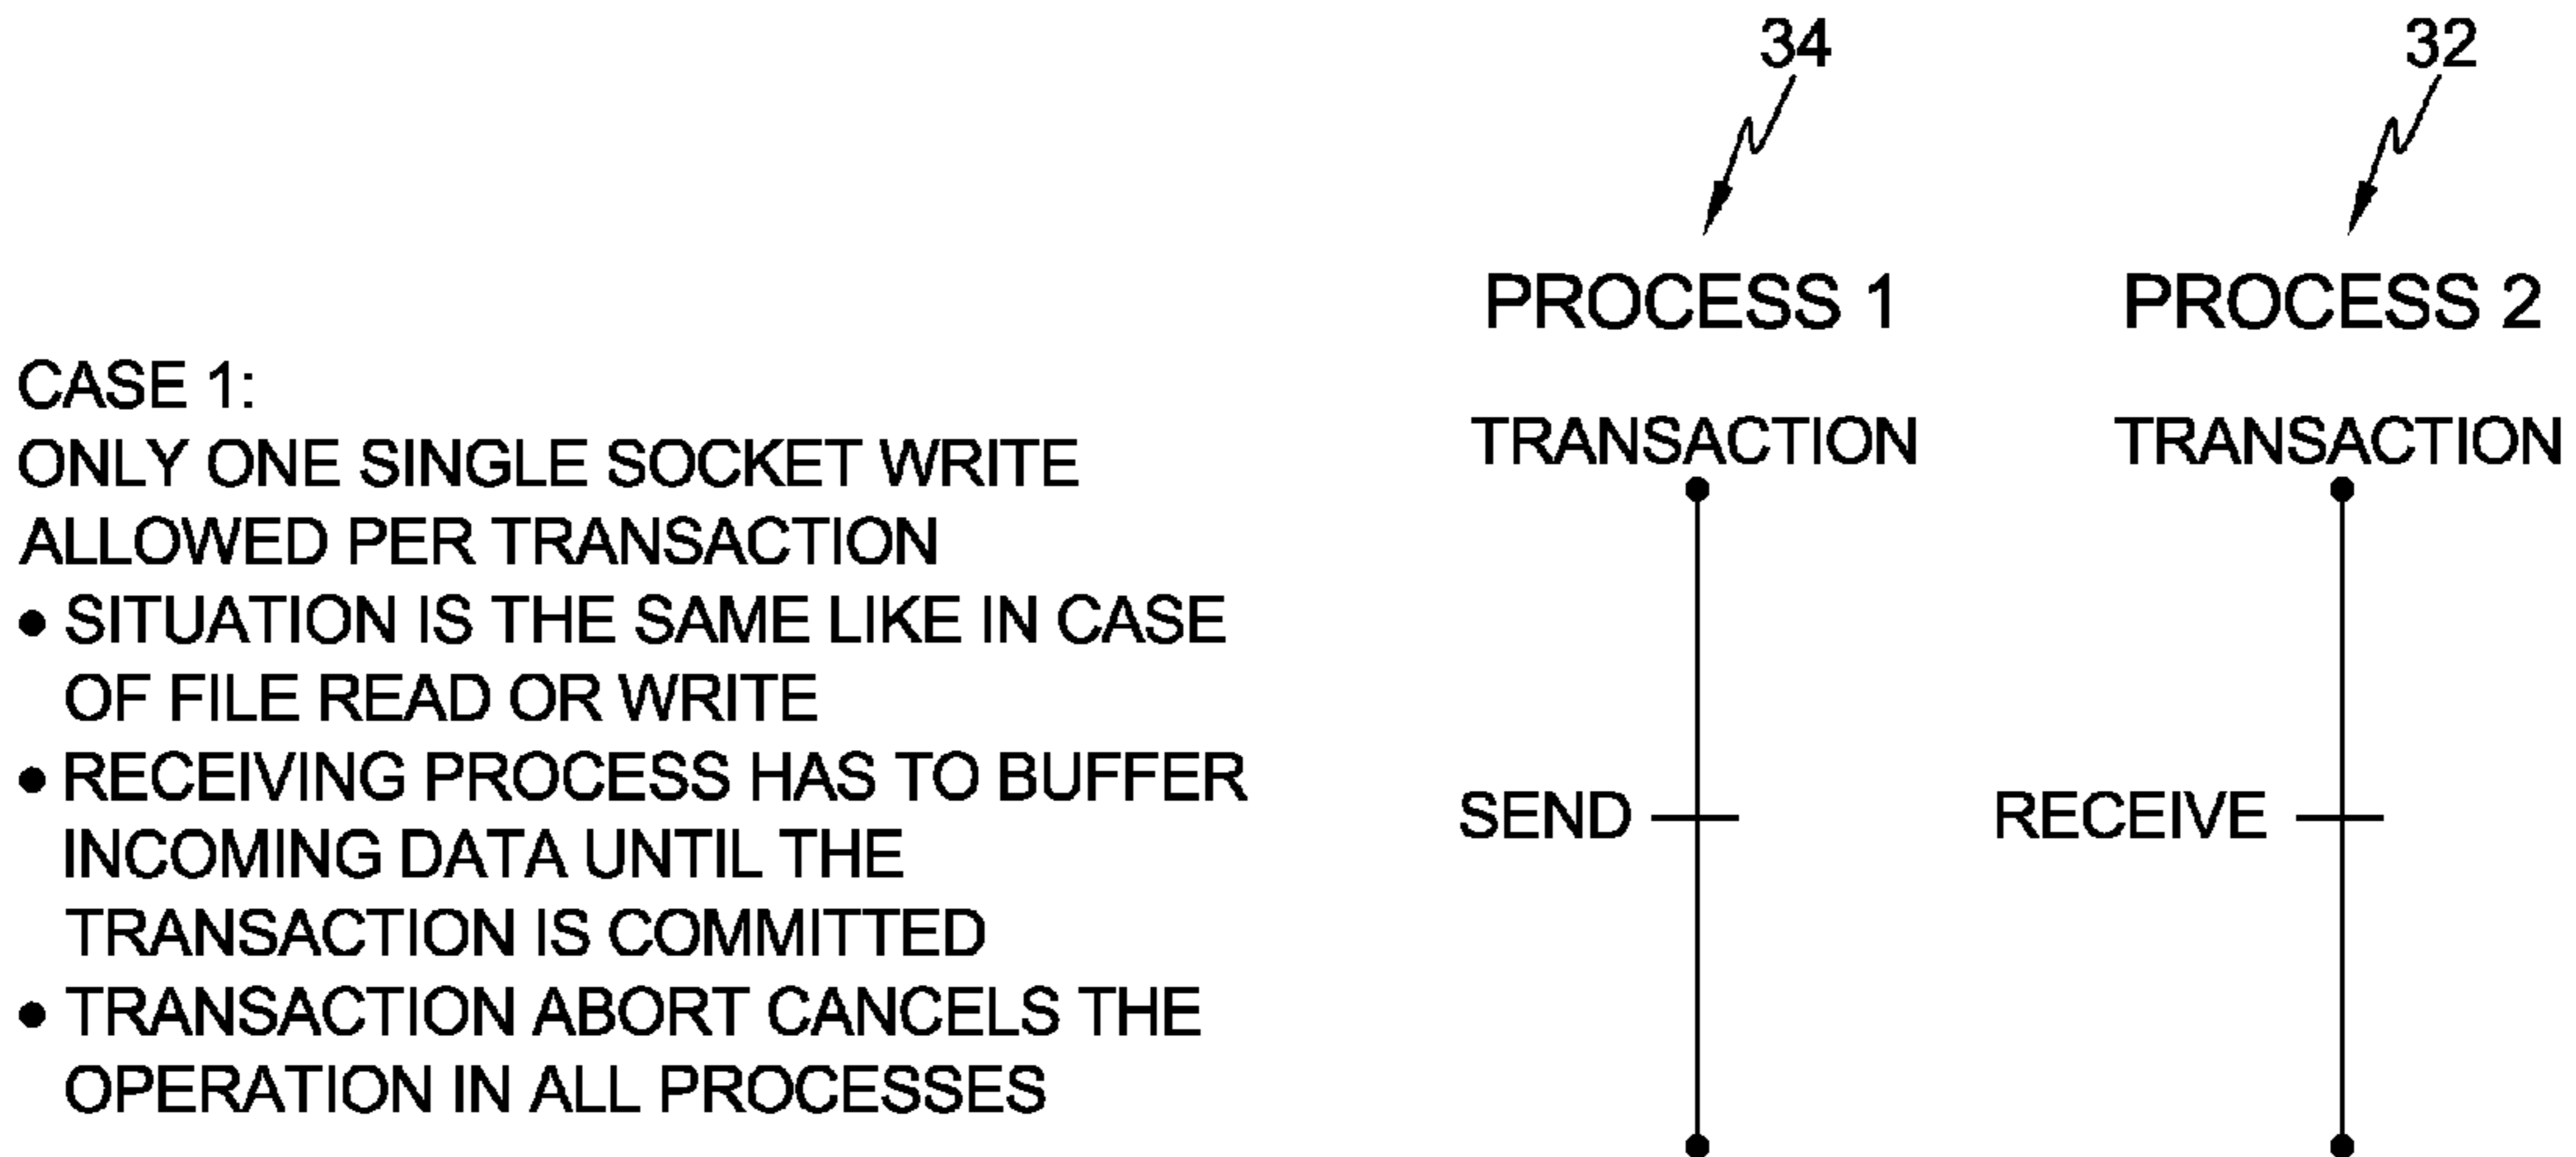 34
32
PROCESS 1
PROCESS 2
CASE 1:
ONLY ONE SINGLE SOCKET WRITE
ALLOWED PER TRANSACTION
• SITUATION IS THE SAME LIKE IN CASE
OF FILE READ OR WRITE
• RECEIVING PROCESS HAS TO BUFFER
INCOMING DATA UNTIL THE
TRANSACTION IS COMMITTED
• TRANSACTION ABORT CANCELS THE
OPERATION IN ALL PROCESSES
TRANSACTION
TRANSACTION
SEND
RECEIVE